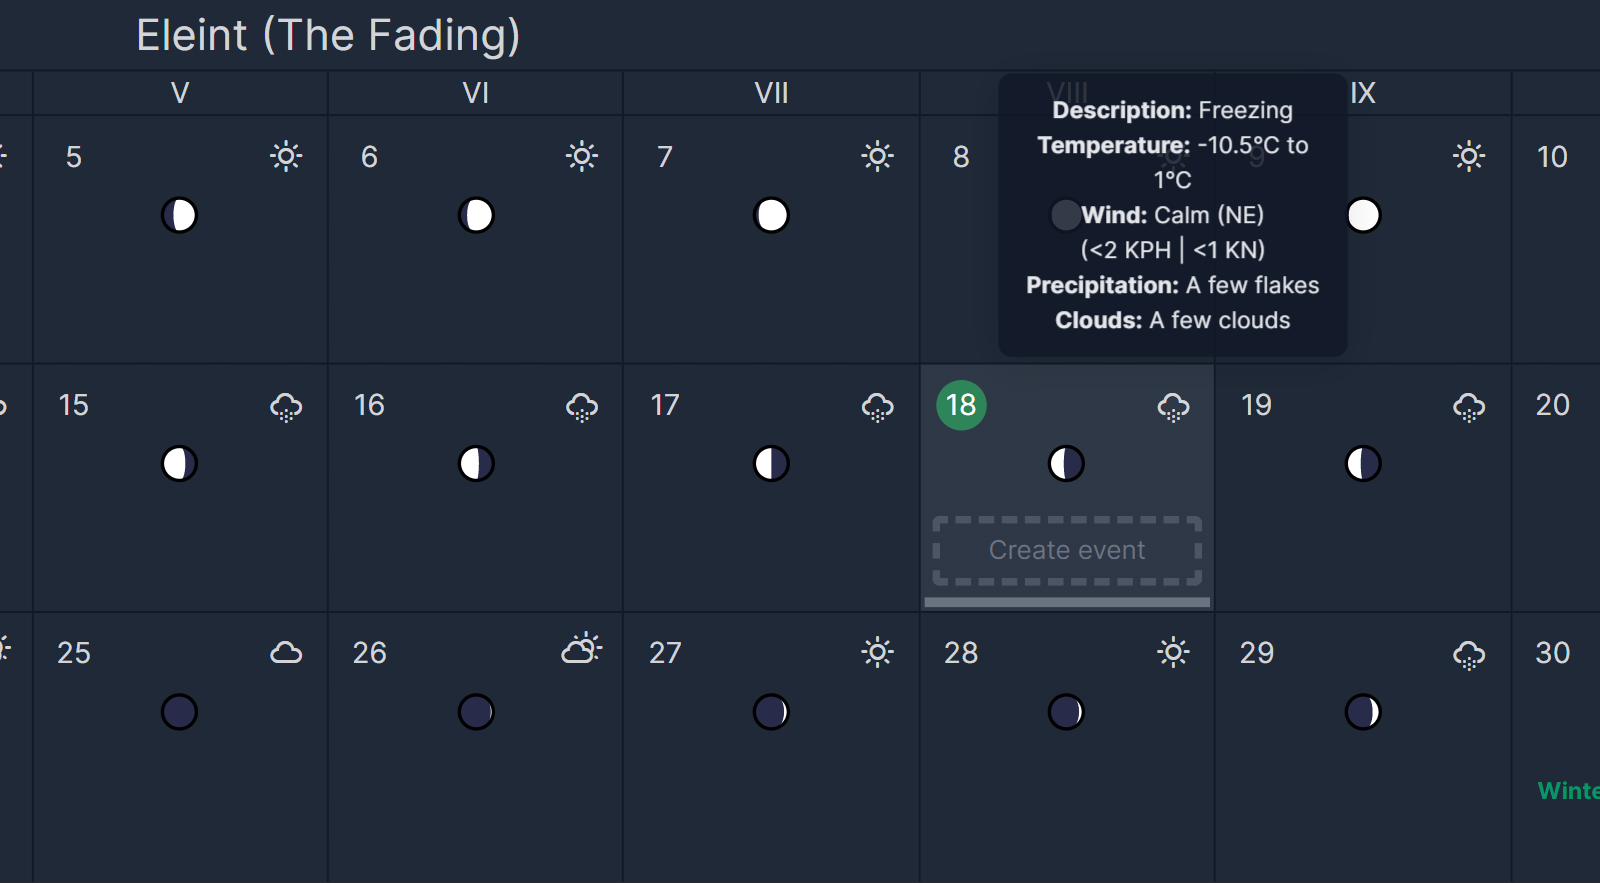 Eleint (The Fading)
V VI VII VIII IX
5 6 7 8 9 10
Description: Freezing
Temperature: -10.5°C to
1°C
Wind: Calm (NE)
(<2 KPH | <1 KN)
Precipitation: A few flakes
Clouds: A few clouds
15 16 17 18 19 20
Create event
25 26 27 28 29 30
Winte